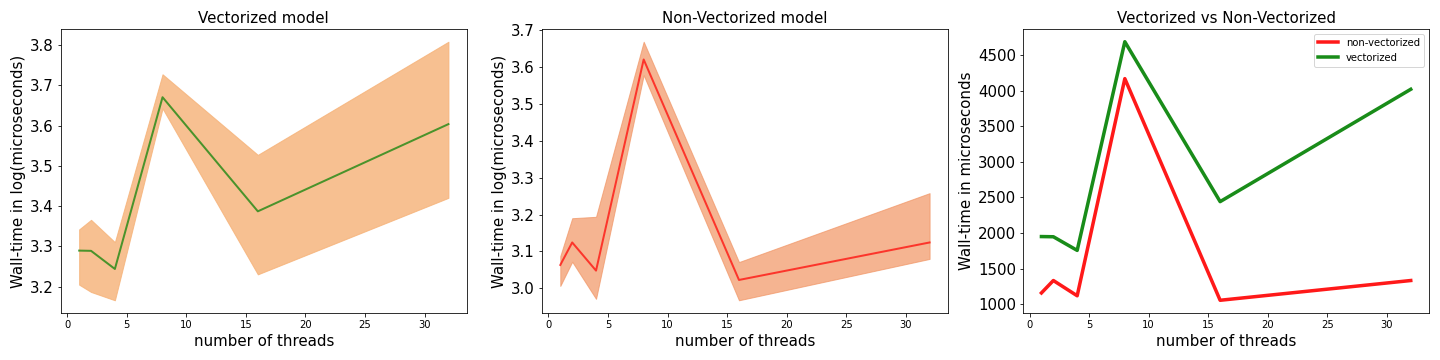 Vectorized model
Wall-time in log(microseconds)
3.8
3.7
3.6
3.5
3.4
3.3
3.2
0 5 10 15 20 25 30
number of threads
Non-Vectorized model
Wall-time in log(microseconds)
3.7
3.6
3.5
3.4
3.3
3.2
3.1
3.0
0 5 10 15 20 25 30
number of threads
Vectorized vs Non-Vectorized
non-vectorized
vectorized
Wall-time in microseconds
4500
4000
3500
3000
2500
2000
1500
1000
0 5 10 15 20 25 30
number of threads